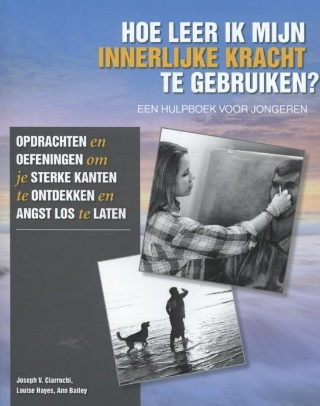 HOE LEER IK MIJN
INNERLIJKE KRACHT
TE GEBRUIKEN?
EEN HULPBOEK VOOR JONGEREN
OPDRACHTEN en
OEFENINGEN om
je STERKE KANTEN
te ONTDEKKEN en
ANGST LOS te LATEN
Joseph V. Ciarrochi,
Louise Hayes, Ann Bailey